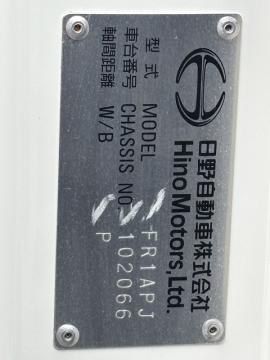 日野自動車株式会社
Hino Motors, Ltd.
型式 MODEL -FR1APJ
車台番号 CHASSIS NO -102066
軸間距離 W/B P